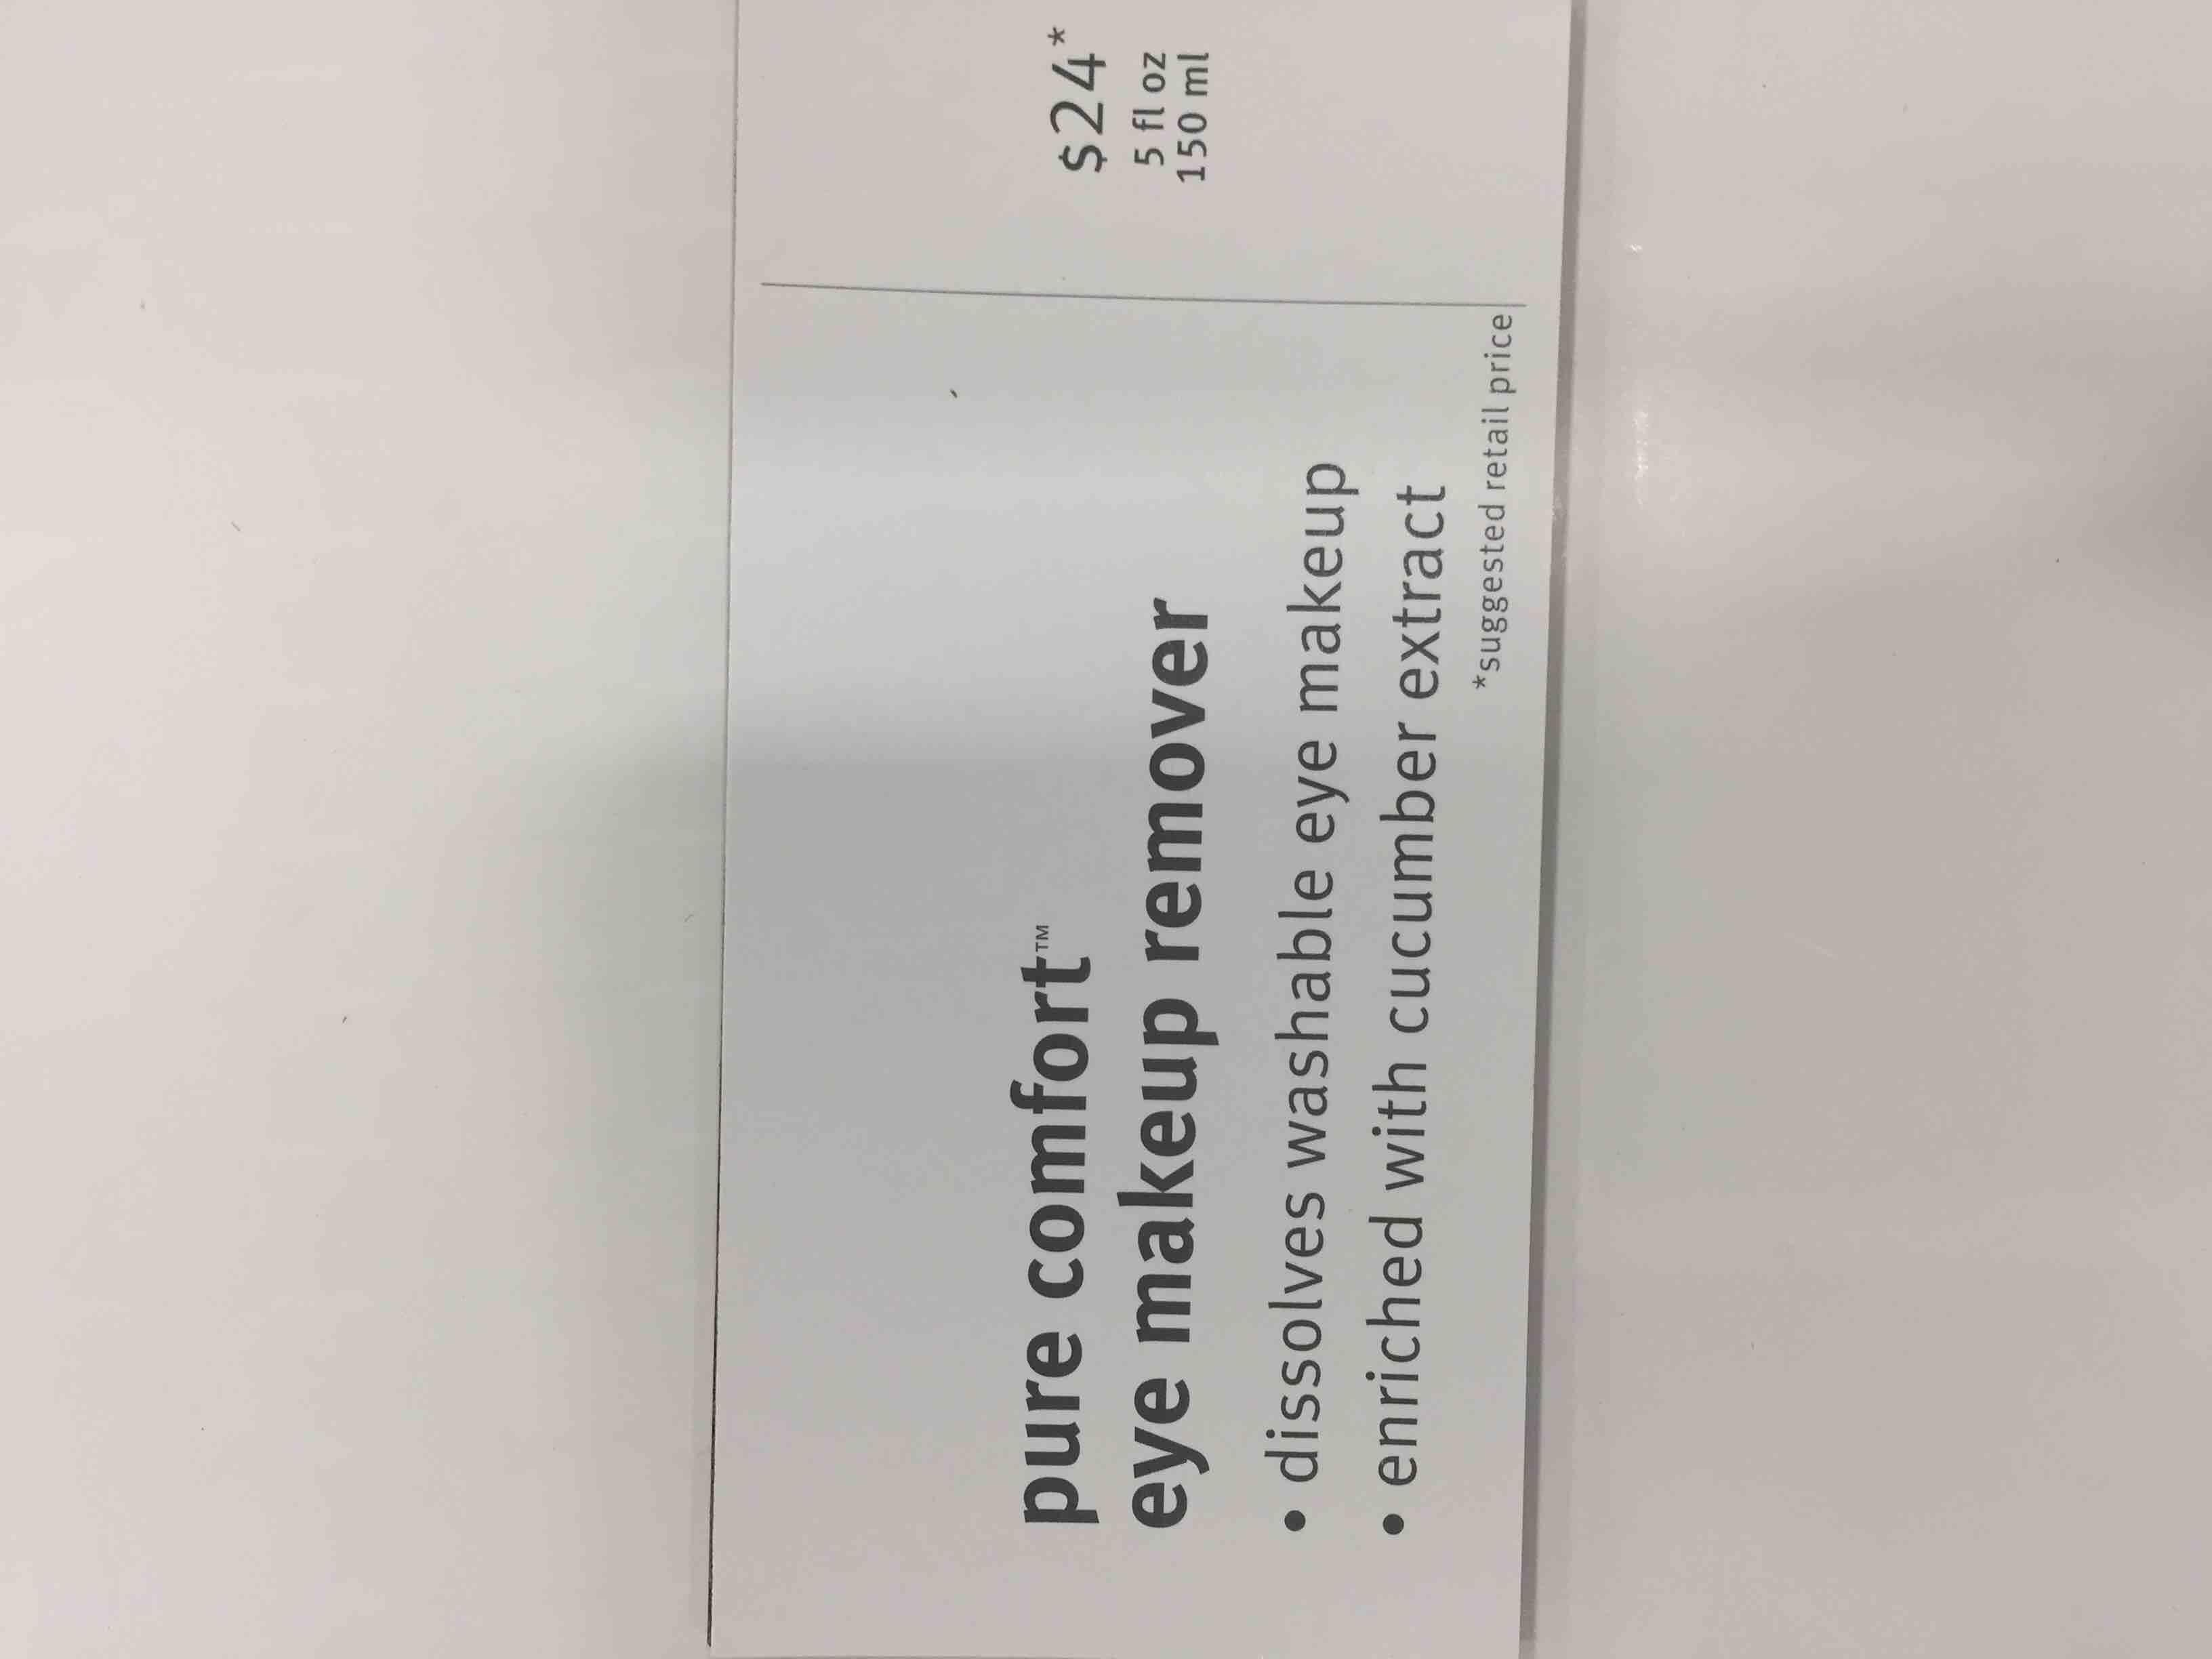 pure comfort™
eye makeup remover
• dissolves washable eye makeup
• enriched with cucumber extract
*suggested retail price
$24*
5 fl oz
150 ml